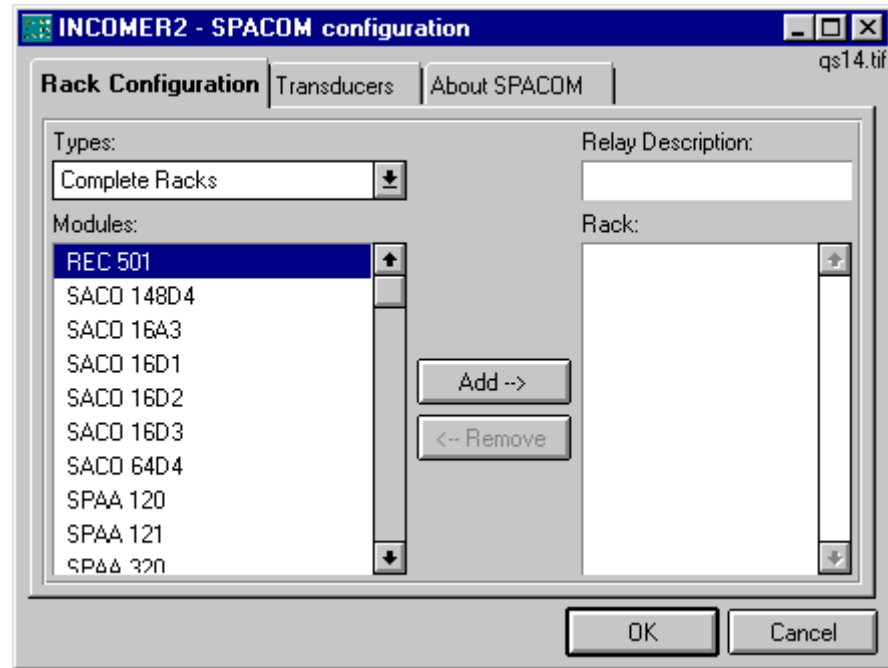 INCOMER2 - SPACOM configuration
qs14.tif
Rack Configuration
Transducers
About SPACOM
Types:
Complete Racks
Relay Description:
Modules:
REC 501
SACO 148D4
SACO 16A3
SACO 16D1
SACO 16D2
SACO 16D3
SACO 64D4
SPAA 120
SPAA 121
SPAA 320
Add -->
<-- Remove
Rack:
OK
Cancel